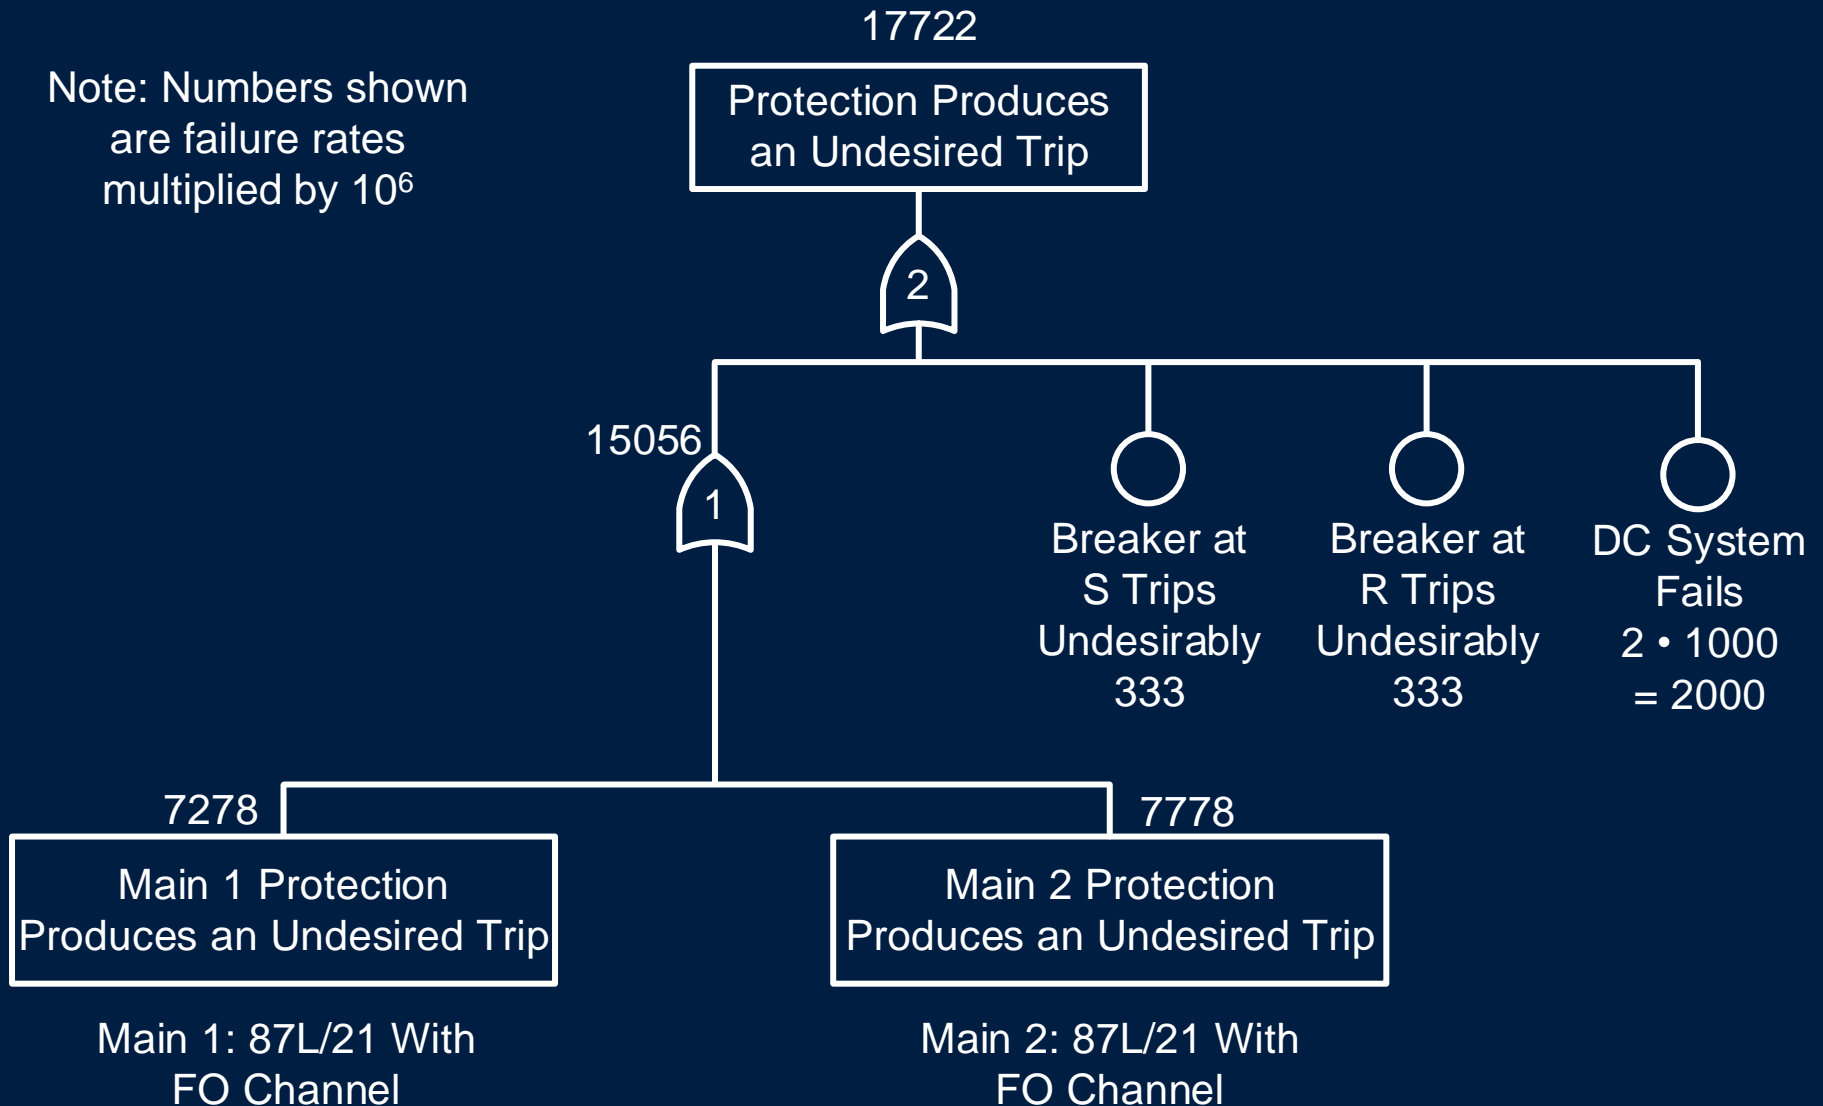 17722
Note: Numbers shown
are failure rates
multiplied by 10⁶
Protection Produces
an Undesired Trip
2
15056
1
Breaker at
S Trips
Undesirably
333
Breaker at
R Trips
Undesirably
333
DC System
Fails
2 • 1000
= 2000
7278
Main 1 Protection
Produces an Undesired Trip
Main 1: 87L/21 With
FO Channel
7778
Main 2 Protection
Produces an Undesired Trip
Main 2: 87L/21 With
FO Channel